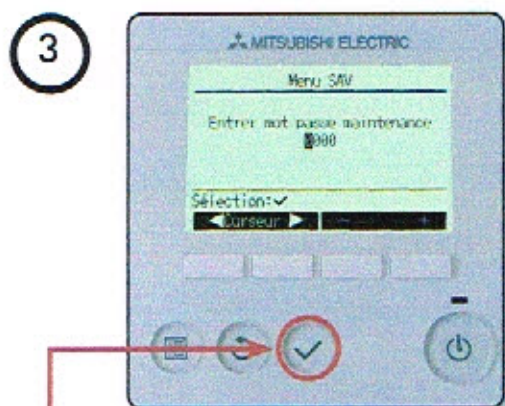 3
MITSUBISHI ELECTRIC
Menu SAV
Entrer mot passe maintenance
0000
Sélection:✓
◀Curseur▶ − +